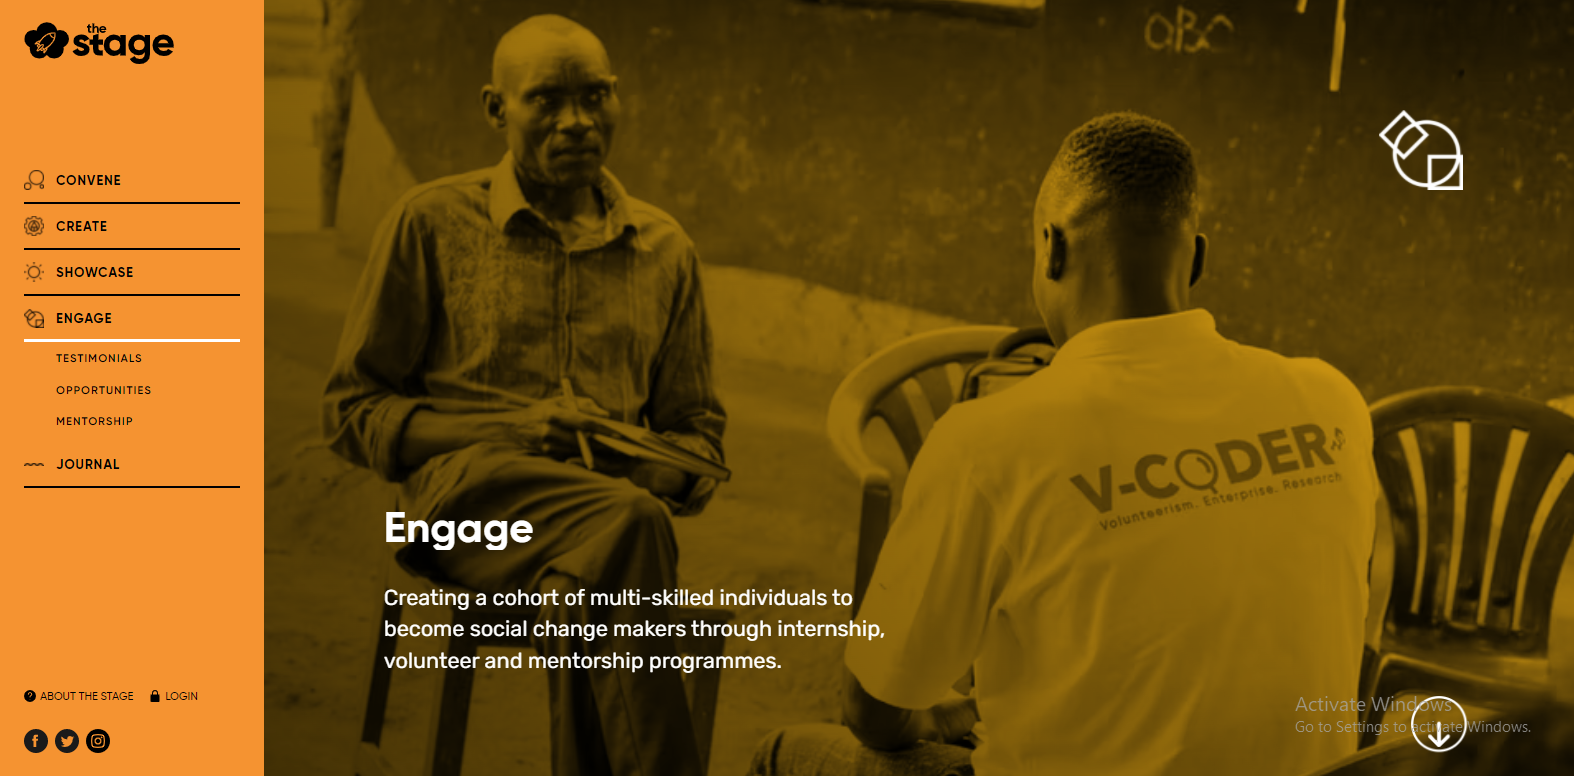 the
stage
CONVENE
CREATE
SHOWCASE
ENGAGE
TESTIMONIALS
OPPORTUNITIES
MENTORSHIP
JOURNAL
ABOUT THE STAGE
LOGIN
OBC
V-CODER
Volunteerism. Enterprise. Research
Engage
Creating a cohort of multi-skilled individuals to
become social change makers through internship,
volunteer and mentorship programmes.
Activate Windows
Go to Settings to activate Windows.